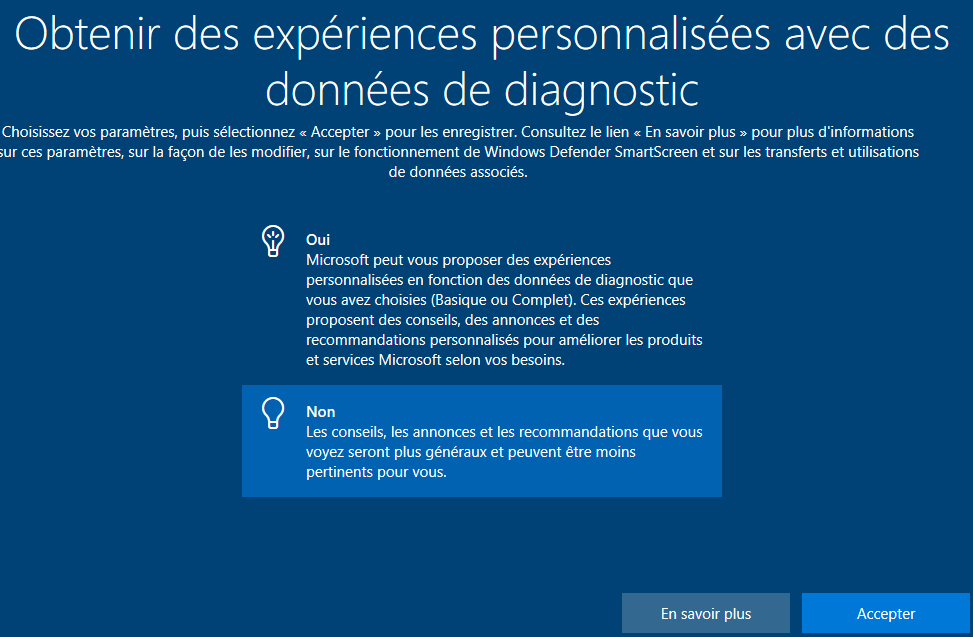 Obtenir des expériences personnalisées avec des
données de diagnostic
Choisissez vos paramètres, puis sélectionnez « Accepter » pour les enregistrer. Consultez le lien « En savoir plus » pour plus d'informations
sur ces paramètres, sur la façon de les modifier, sur le fonctionnement de Windows Defender SmartScreen et sur les transferts et utilisations
de données associés.
Oui
Microsoft peut vous proposer des expériences
personnalisées en fonction des données de diagnostic que
vous avez choisies (Basique ou Complet). Ces expériences
proposent des conseils, des annonces et des
recommandations personnalisés pour améliorer les produits
et services Microsoft selon vos besoins.
Non
Les conseils, les annonces et les recommandations que vous
voyez seront plus généraux et peuvent être moins
pertinents pour vous.
En savoir plus
Accepter